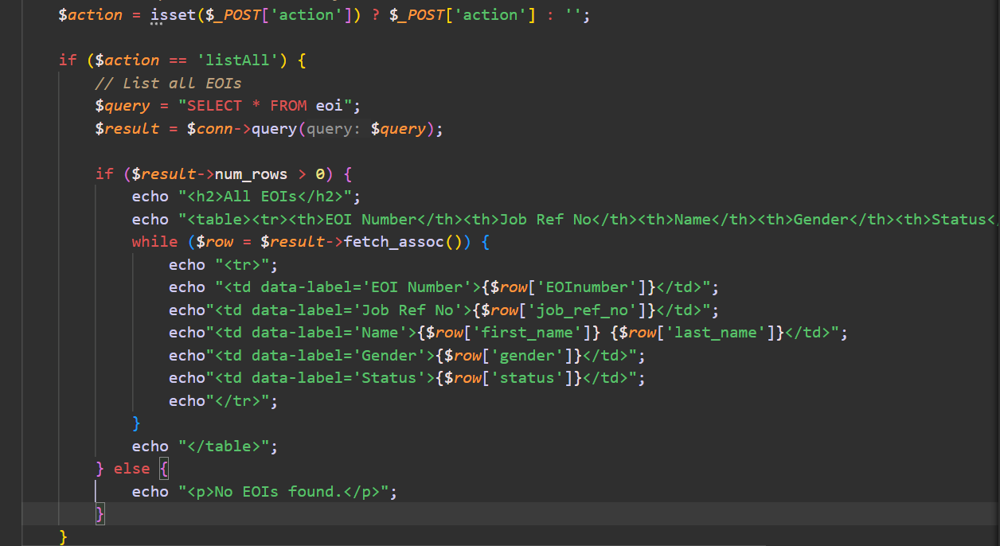 $action = isset($_POST['action']) ? $_POST['action'] : '';
if ($action == 'listAll') {
// List all EOIs
$query = "SELECT * FROM eoi";
$result = $conn->query(query: $query);
if ($result->num_rows > 0) {
echo "<h2>All EOIs</h2>";
echo "<table><tr><th>EOI Number</th><th>Job Ref No</th><th>Name</th><th>Gender</th><th>Status<
while ($row = $result->fetch_assoc()) {
echo "<tr>";
echo "<td data-label='EOI Number'>{$row['EOInumber']}</td>";
echo"<td data-label='Job Ref No'>{$row['job_ref_no']}</td>";
echo"<td data-label='Name'>{$row['first_name']} {$row['last_name']}</td>";
echo"<td data-label='Gender'>{$row['gender']}</td>";
echo"<td data-label='Status'>{$row['status']}</td>";
echo"</tr>";
}
echo "</table>";
} else {
echo "<p>No EOIs found.</p>";
}
}